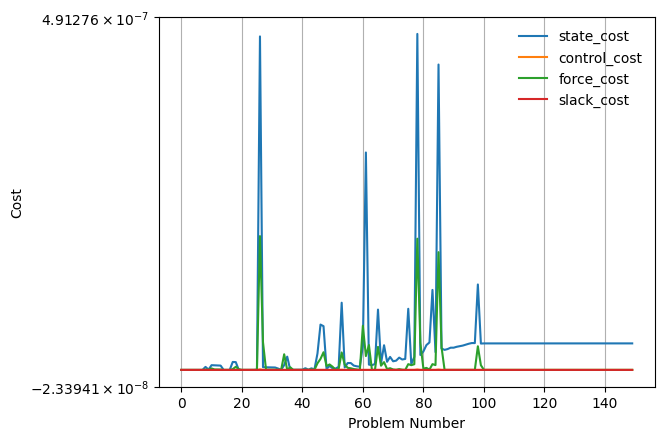 4.91276 × 10⁻⁷
state_cost
control_cost
force_cost
slack_cost
Cost
−2.33941 × 10⁻⁸
0 20 40 60 80 100 120 140
Problem Number